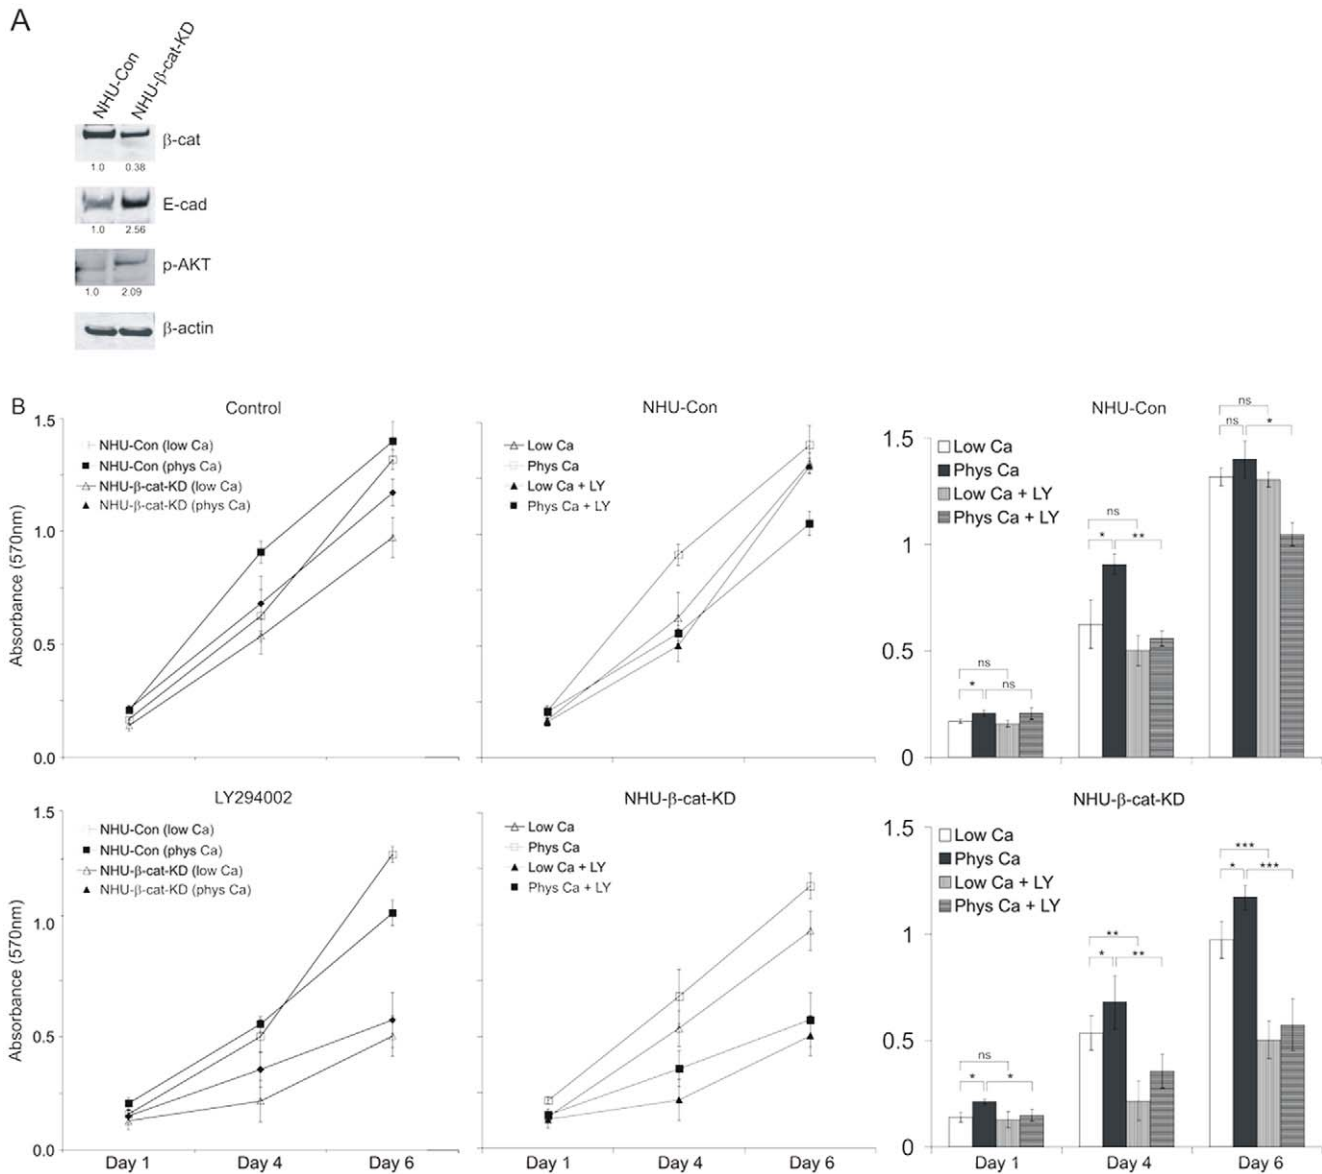 A
NHU-Con
NHU-β-cat-KD
β-cat
1.0 0.38
E-cad
1.0 2.56
p-AKT
1.0 2.09
β-actin
B
Control
1.5
1.0
0.5
0.0
Absorbance (570nm)
NHU-Con (low Ca)
NHU-Con (phys Ca)
NHU-β-cat-KD (low Ca)
NHU-β-cat-KD (phys Ca)
NHU-Con
Low Ca
Phys Ca
Low Ca + LY
Phys Ca + LY
NHU-Con
1.5
1
0.5
0
Low Ca
Phys Ca
Low Ca + LY
Phys Ca + LY
ns
* ns
ns
* **
ns
ns *
LY294002
1.5
1.0
0.5
0.0
Absorbance (570nm)
NHU-Con (low Ca)
NHU-Con (phys Ca)
NHU-β-cat-KD (low Ca)
NHU-β-cat-KD (phys Ca)
Day 1 Day 4 Day 6
NHU-β-cat-KD
Low Ca
Phys Ca
Low Ca + LY
Phys Ca + LY
Day 1 Day 4 Day 6
NHU-β-cat-KD
1.5
1
0.5
0
Low Ca
Phys Ca
Low Ca + LY
Phys Ca + LY
ns
* *
**
* **
***
* ***
Day 1 Day 4 Day 6